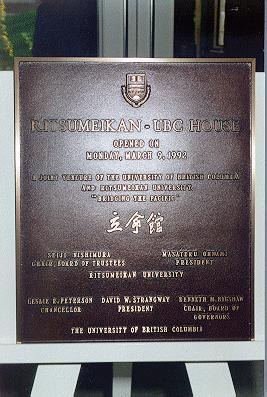 RITSUMEIKAN - UBC HOUSE
OPENED ON
MONDAY, MARCH 9, 1992
A JOINT VENTURE OF THE UNIVERSITY OF BRITISH COLUMBIA
AND RITSUMEIKAN UNIVERSITY,
"BRIDGING THE PACIFIC"
立命館
SEIJI NISHIMURA MASATERU OHNAMI
CHAIR, BOARD OF TRUSTEES PRESIDENT
RITSUMEIKAN UNIVERSITY
LESLIE R. PETERSON DAVID W. STRANGWAY KENNETH M. BAGSHAW
CHANCELLOR PRESIDENT CHAIR, BOARD OF
GOVERNORS
THE UNIVERSITY OF BRITISH COLUMBIA